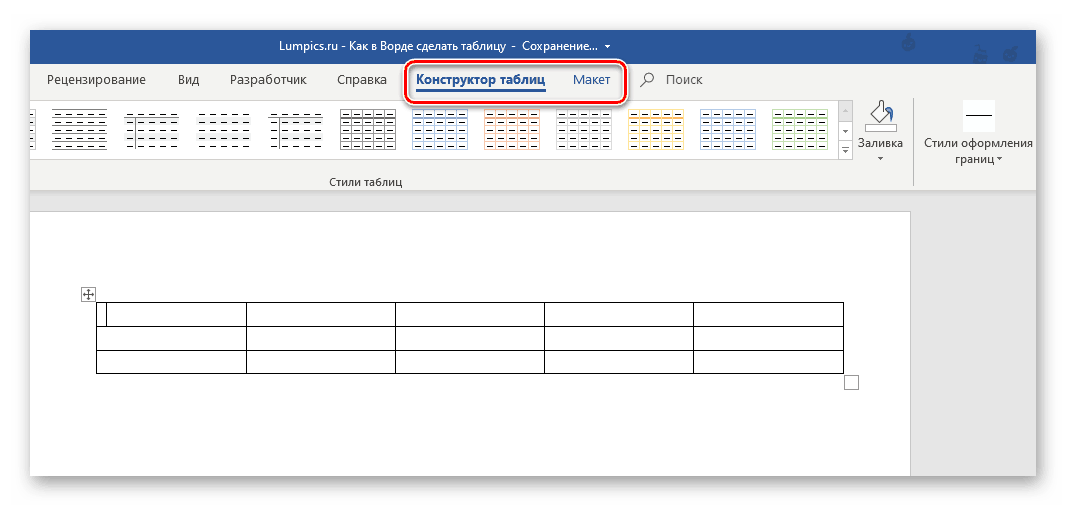 Lumpics.ru - Как в Ворде сделать таблицу - Сохранение...
Рецензирование Вид Разработчик Справка Конструктор таблиц Макет Поиск
Заливка
Стили оформления
границ
Стили таблиц